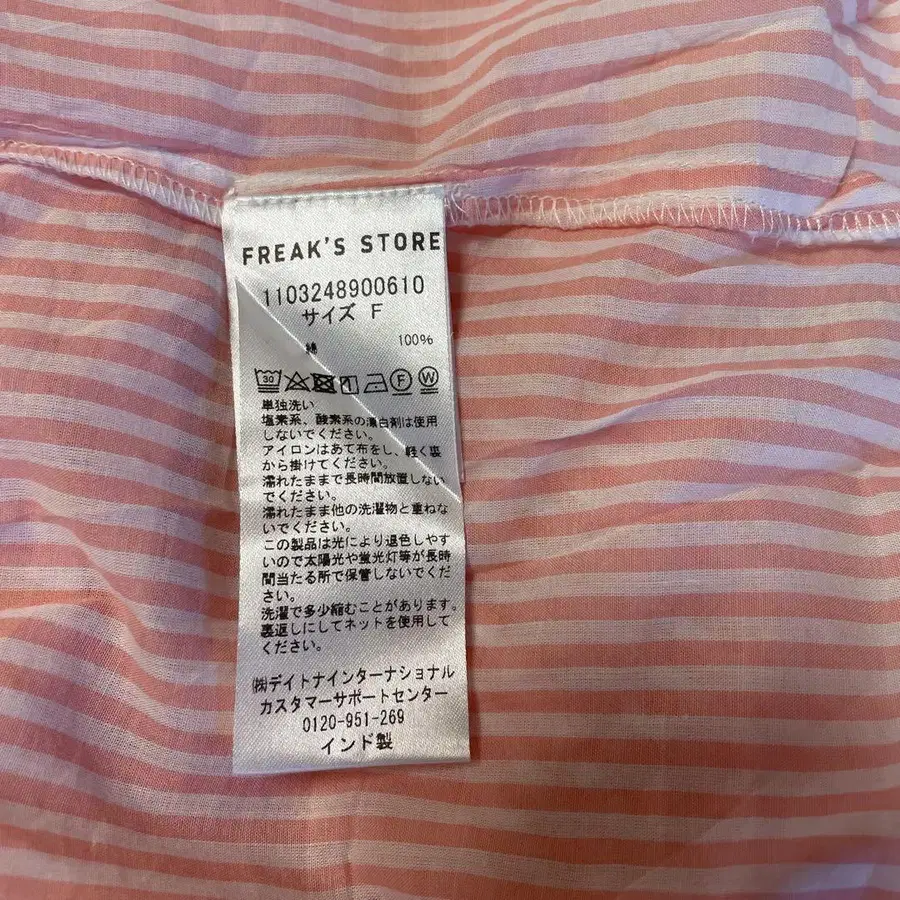 FREAK'S STORE
1103248900610
サイズ F
綿 100%
30 F W
単独洗い
塩素系、酸素系の漂白剤は使用
しないでください。
アイロンはあて布をし、軽く裏
から掛けてください。
濡れたままで長時間放置しない
でください。
濡れたまま他の洗濯物と重ねな
いでください。
この製品は光により退色しやす
いので太陽光や蛍光灯等が長時
間当たる所で保管しないでくだ
さい。
洗濯で多少縮むことがあります。
裏返しにしてネットを使用して
ください。
㈱デイトナインターナショナル
カスタマーサポートセンター
0120-951-269
インド製